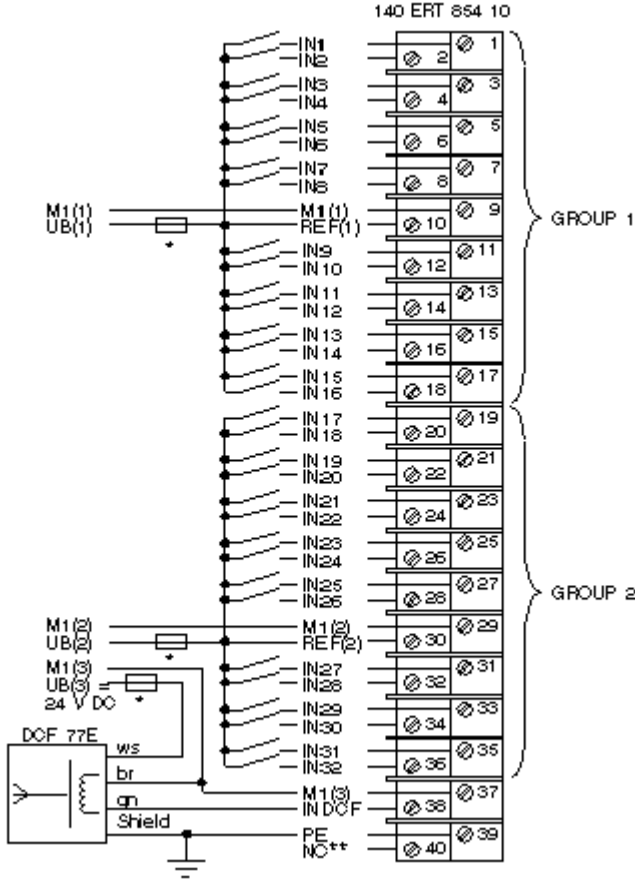 140 ERT 854 10
IN1 1
IN2 2
IN3 3
IN4 4
IN5 5
IN6 6
IN7 7
IN8 8
M1(1) M1(1) 9
UB(1) REF(1) 10
* GROUP 1
IN9 11
IN10 12
IN11 13
IN12 14
IN13 15
IN14 16
IN15 17
IN16 18
IN17 19
IN18 20
IN19 21
IN20 22
IN21 23
IN22 24
IN23 25
IN24 26
IN25 27
IN26 28
GROUP 2
M1(2) M1(2) 29
UB(2) REF(2) 30
*
M1(3) IN27 31
UB(3) = IN28 32
24 V DC *
IN29 33
IN30 34
DCF 77E
ws IN31 35
br IN32 36
M1(3) 37
gn IN DCF 38
Shield
PE 39
NC** 40